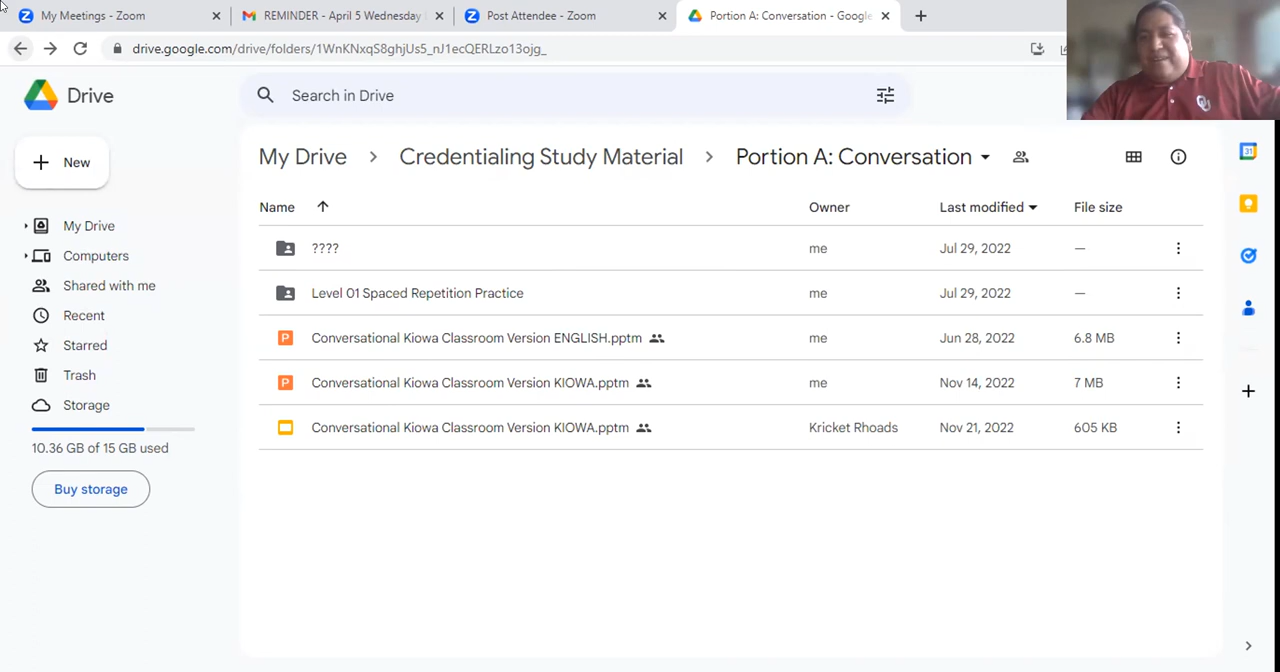 My Meetings - Zoom
REMINDER - April 5 Wednesday
Post Attendee - Zoom
Portion A: Conversation - Google
drive.google.com/drive/folders/1WnKNxqS8ghjUs5_nJ1ecQERLzo13ojg_
Drive
Search in Drive
OU
New
My Drive
Computers
Shared with me
Recent
Starred
Trash
Storage
10.36 GB of 15 GB used
Buy storage
My Drive > Credentialing Study Material > Portion A: Conversation
Name Owner Last modified File size
???? me Jul 29, 2022 —
Level 01 Spaced Repetition Practice me Jul 29, 2022 —
Conversational Kiowa Classroom Version ENGLISH.pptm me Jun 28, 2022 6.8 MB
Conversational Kiowa Classroom Version KIOWA.pptm me Nov 14, 2022 7 MB
Conversational Kiowa Classroom Version KIOWA.pptm Kricket Rhoads Nov 21, 2022 605 KB
31